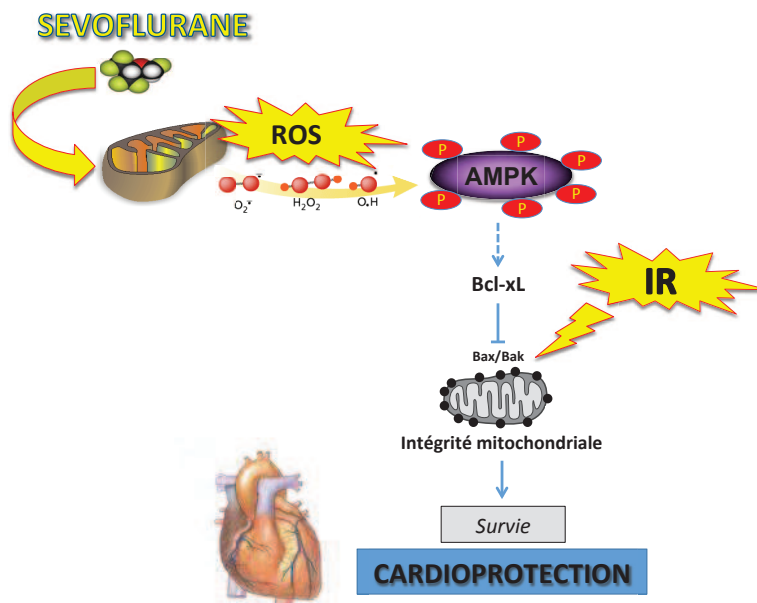 SEVOFLURANE
ROS
O₂•̄
H₂O₂
O•H
P
P
P
P
P
P
AMPK
Bcl-xL
IR
Bax/Bak
Intégrité mitochondriale
Survie
CARDIOPROTECTION